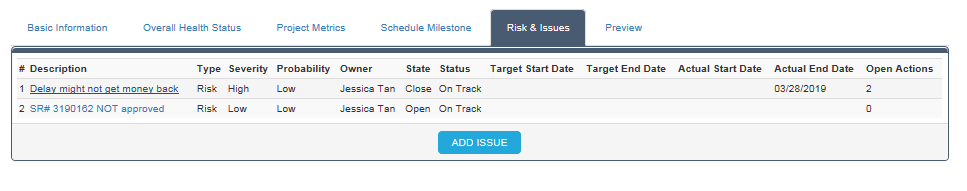 Basic Information Overall Health Status Project Metrics Schedule Milestone Risk & Issues Preview
# Description Type Severity Probability Owner State Status Target Start Date Target End Date Actual Start Date Actual End Date Open Actions
1 Delay might not get money back Risk High Low Jessica Tan Close On Track 03/28/2019 2
2 SR# 3190162 NOT approved Risk Low Low Jessica Tan Open On Track 0
ADD ISSUE